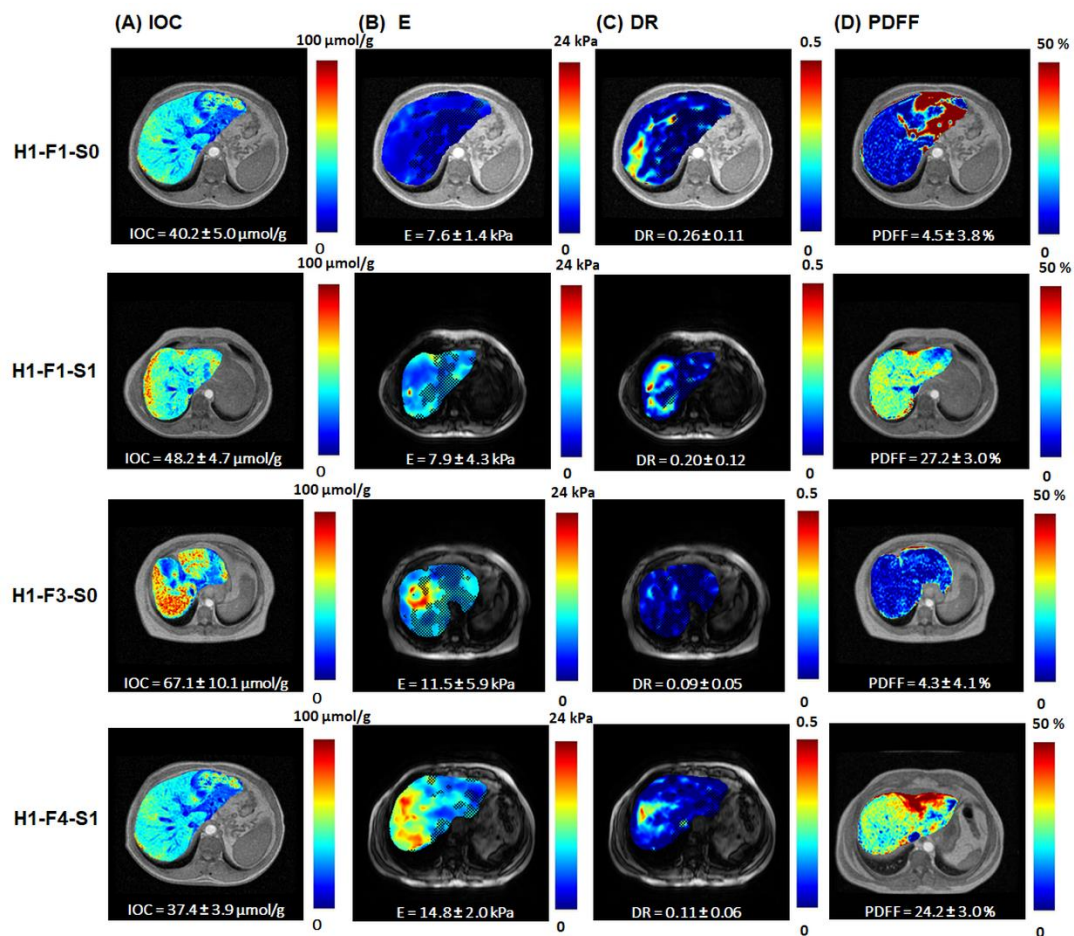 (A) IOC (B) E (C) DR (D) PDFF
100 µmol/g 24 kPa 0.5 50 %
H1-F1-S0
IOC = 40.2 ± 5.0 µmol/g E = 7.6 ± 1.4 kPa DR = 0.26 ± 0.11 PDFF = 4.5 ± 3.8 %
0 0 0 0
100 µmol/g 24 kPa 0.5 50%
H1-F1-S1
IOC = 48.2 ± 4.7 µmol/g E = 7.9 ± 4.3 kPa DR = 0.20 ± 0.12 PDFF = 27.2 ± 3.0 %
0 0 0 0
100 µmol/g 24 kPa 0.5 50 %
H1-F3-S0
IOC = 67.1 ± 10.1 µmol/g E = 11.5 ± 5.9 kPa DR = 0.09 ± 0.05 PDFF = 4.3 ± 4.1 %
0 0 0 0
100 µmol/g 24 kPa 0.5 50 %
H1-F4-S1
IOC = 37.4 ± 3.9 µmol/g E = 14.8 ± 2.0 kPa DR = 0.11 ± 0.06 PDFF = 24.2 ± 3.0 %
0 0 0 0